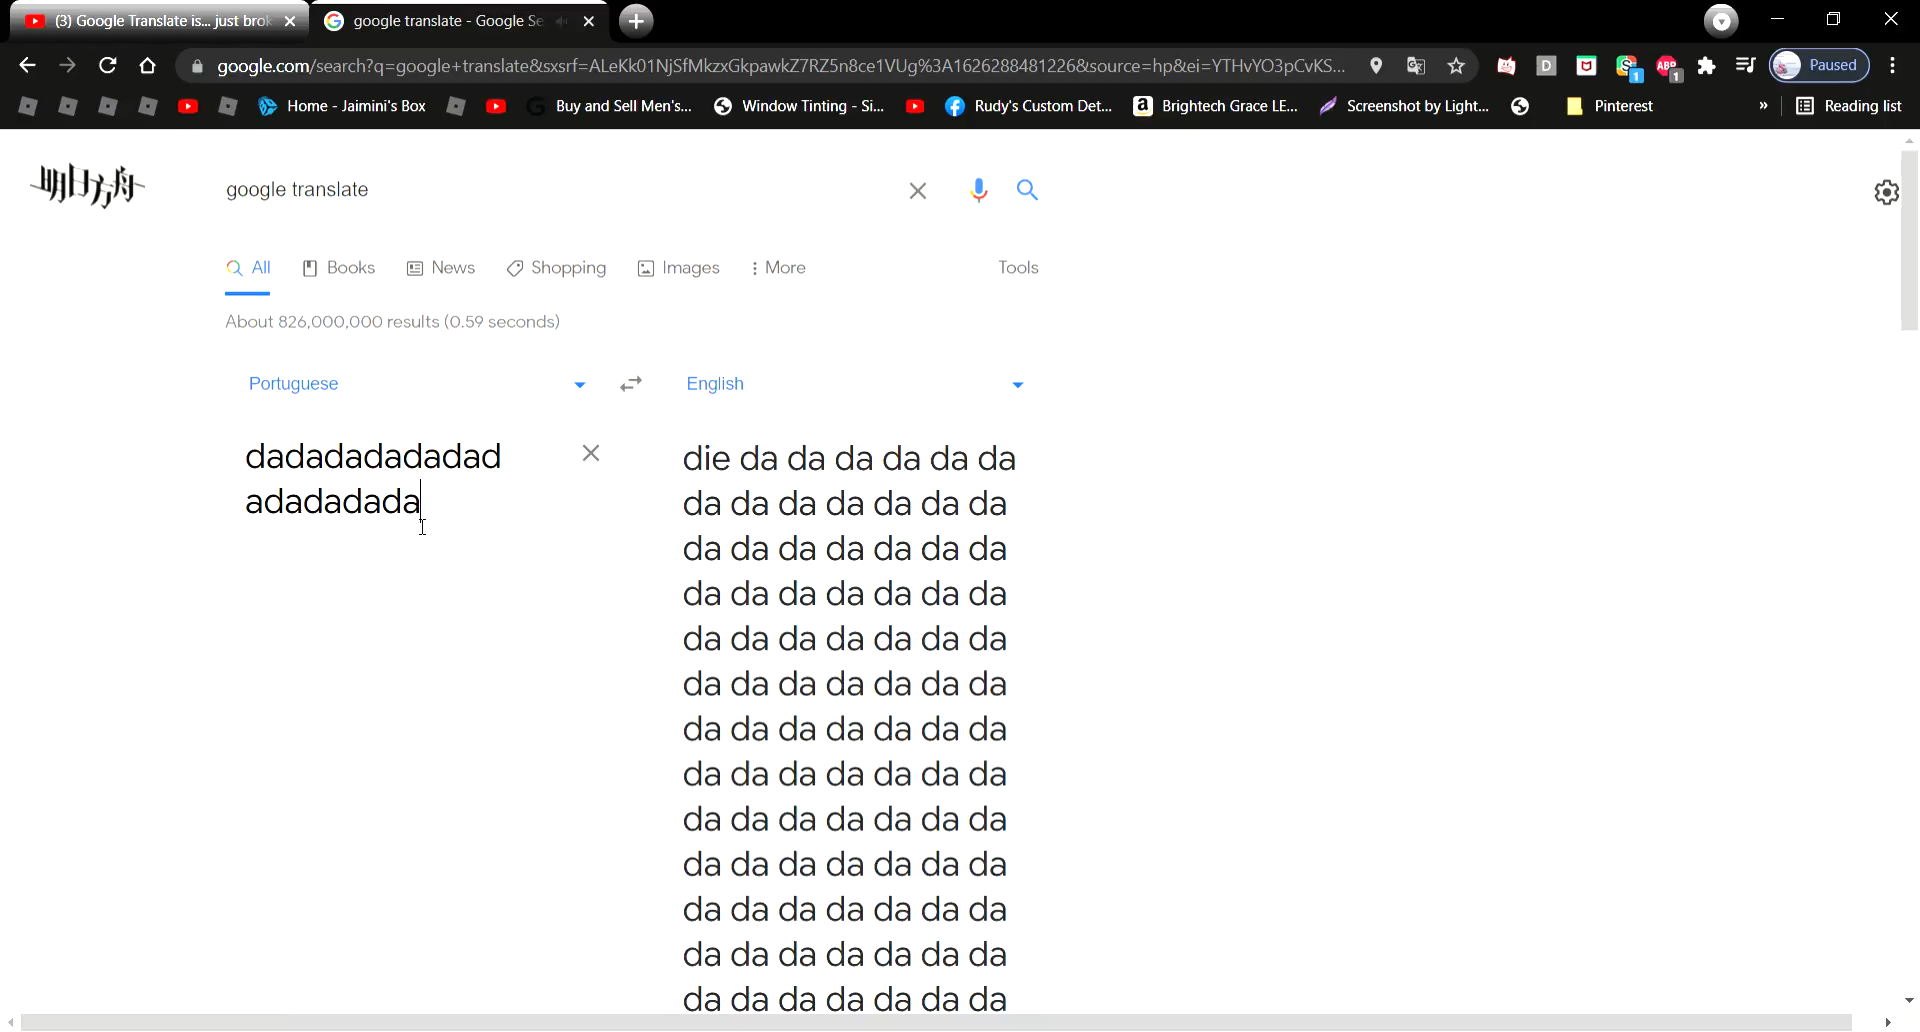 (3) Google Translate is... just brok
google translate - Google Se
google.com/search?q=google+translate&sxsrf=ALeKk01NjSfMkzxGkpawkZ7RZ5n8ce1VUg%3A1626288481226&source=hp&ei=YTHvYO3pCvKS...
Paused
Home - Jaimini's Box
Buy and Sell Men's...
Window Tinting - Si...
Rudy's Custom Det...
Brightech Grace LE...
Screenshot by Light...
Pinterest
»
Reading list
明日方舟
google translate
All
Books
News
Shopping
Images
More
Tools
About 826,000,000 results (0.59 seconds)
Portuguese
English
dadadadadadad
adadadada
die da da da da da da
da da da da da da da
da da da da da da da
da da da da da da da
da da da da da da da
da da da da da da da
da da da da da da da
da da da da da da da
da da da da da da da
da da da da da da da
da da da da da da da
da da da da da da da
da da da da da da da